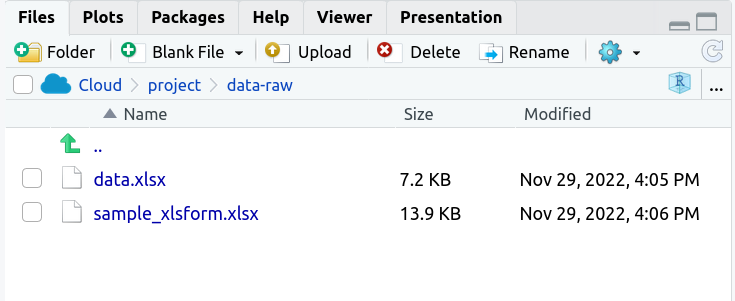 Files Plots Packages Help Viewer Presentation
Folder Blank File Upload Delete Rename
Cloud project data-raw R ...
Name Size Modified
..
data.xlsx 7.2 KB Nov 29, 2022, 4:05 PM
sample_xlsform.xlsx 13.9 KB Nov 29, 2022, 4:06 PM